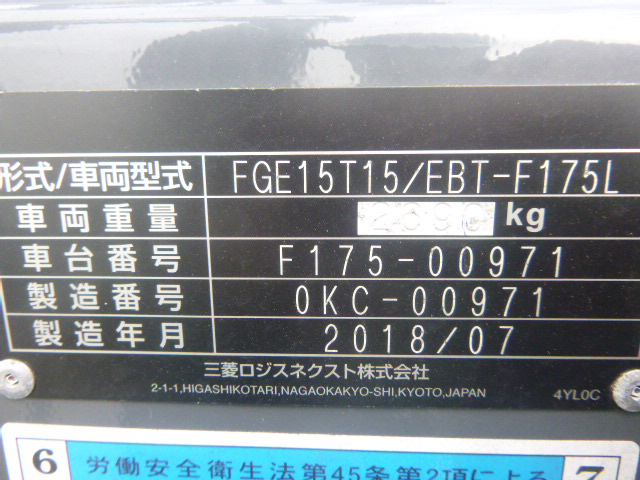 形式/車両型式 FGE15T15/EBT-F175L
車両重量 kg
車台番号 F175-00971
製造番号 0KC-00971
製造年月 2018/07
三菱ロジスネクスト株式会社
2-1-1,HIGASHIKOTARI,NAGAOKAKYO-SHI,KYOTO,JAPAN 4YL0C
6 労働安全衛生法第45条第2項による 7